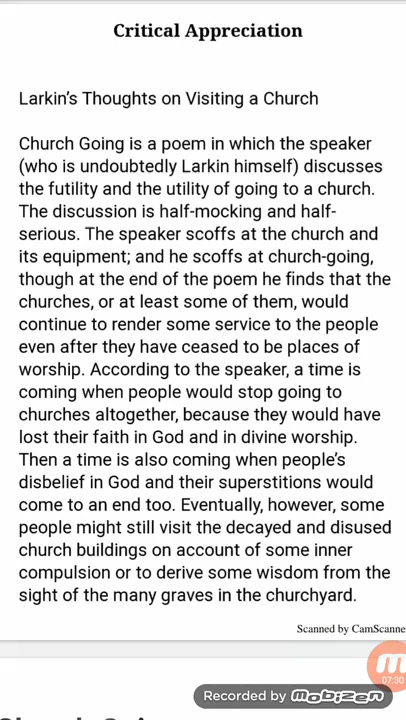 Critical Appreciation
Larkin's Thoughts on Visiting a Church
Church Going is a poem in which the speaker
(who is undoubtedly Larkin himself) discusses
the futility and the utility of going to a church.
The discussion is half-mocking and half-
serious. The speaker scoffs at the church and
its equipment; and he scoffs at church-going,
though at the end of the poem he finds that the
churches, or at least some of them, would
continue to render some service to the people
even after they have ceased to be places of
worship. According to the speaker, a time is
coming when people would stop going to
churches altogether, because they would have
lost their faith in God and in divine worship.
Then a time is also coming when people's
disbelief in God and their superstitions would
come to an end too. Eventually, however, some
people might still visit the decayed and disused
church buildings on account of some inner
compulsion or to derive some wisdom from the
sight of the many graves in the churchyard.
Scanned by CamScanne
07:30
Recorded by mobizen